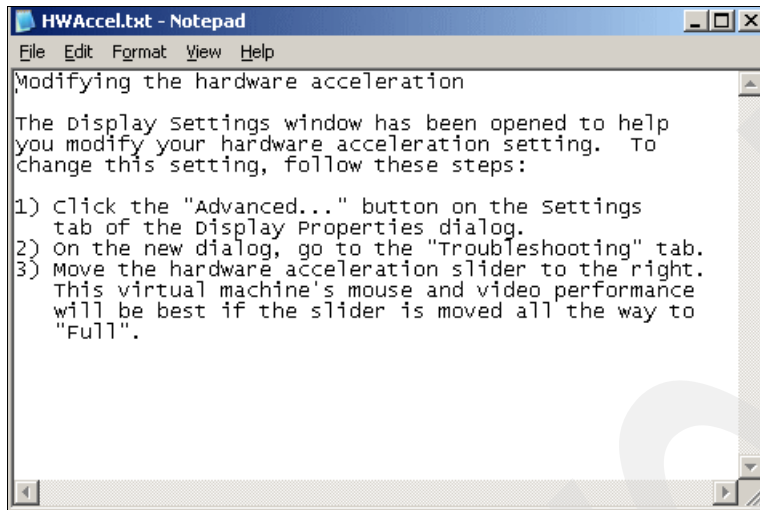 HWAccel.txt - Notepad
File Edit Format View Help
Modifying the hardware acceleration
The Display Settings window has been opened to help
you modify your hardware acceleration setting.  To
change this setting, follow these steps:
1) Click the "Advanced..." button on the Settings
tab of the Display Properties dialog.
2) On the new dialog, go to the "Troubleshooting" tab.
3) Move the hardware acceleration slider to the right.
This virtual machine's mouse and video performance
will be best if the slider is moved all the way to
"Full".